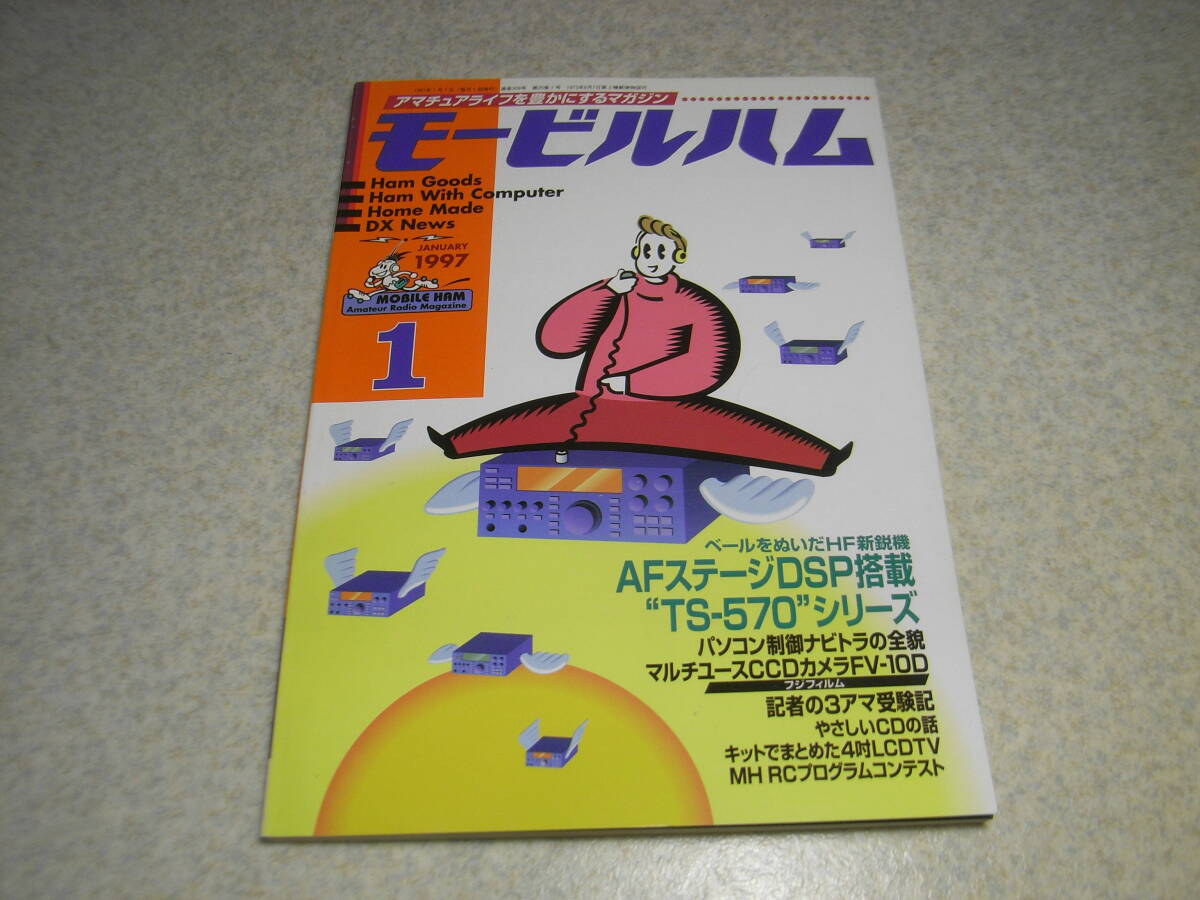 アマチュアライフを豊かにするマガジン
モービルハム
Ham Goods
Ham With Computer
Home Made
DX News
JANUARY
1997
MOBILE HAM
Amateur Radio Magazine
1
ベールをぬいだHF新鋭機
AFステージDSP搭載
“TS-570”シリーズ
パソコン制御ナビトラの全貌
マルチユースCCDカメラFV-10D
フジフィルム
記者の3アマ受験記
やさしいCDの話
キットでまとめた4吋LCDTV
MH RCプログラムコンテスト